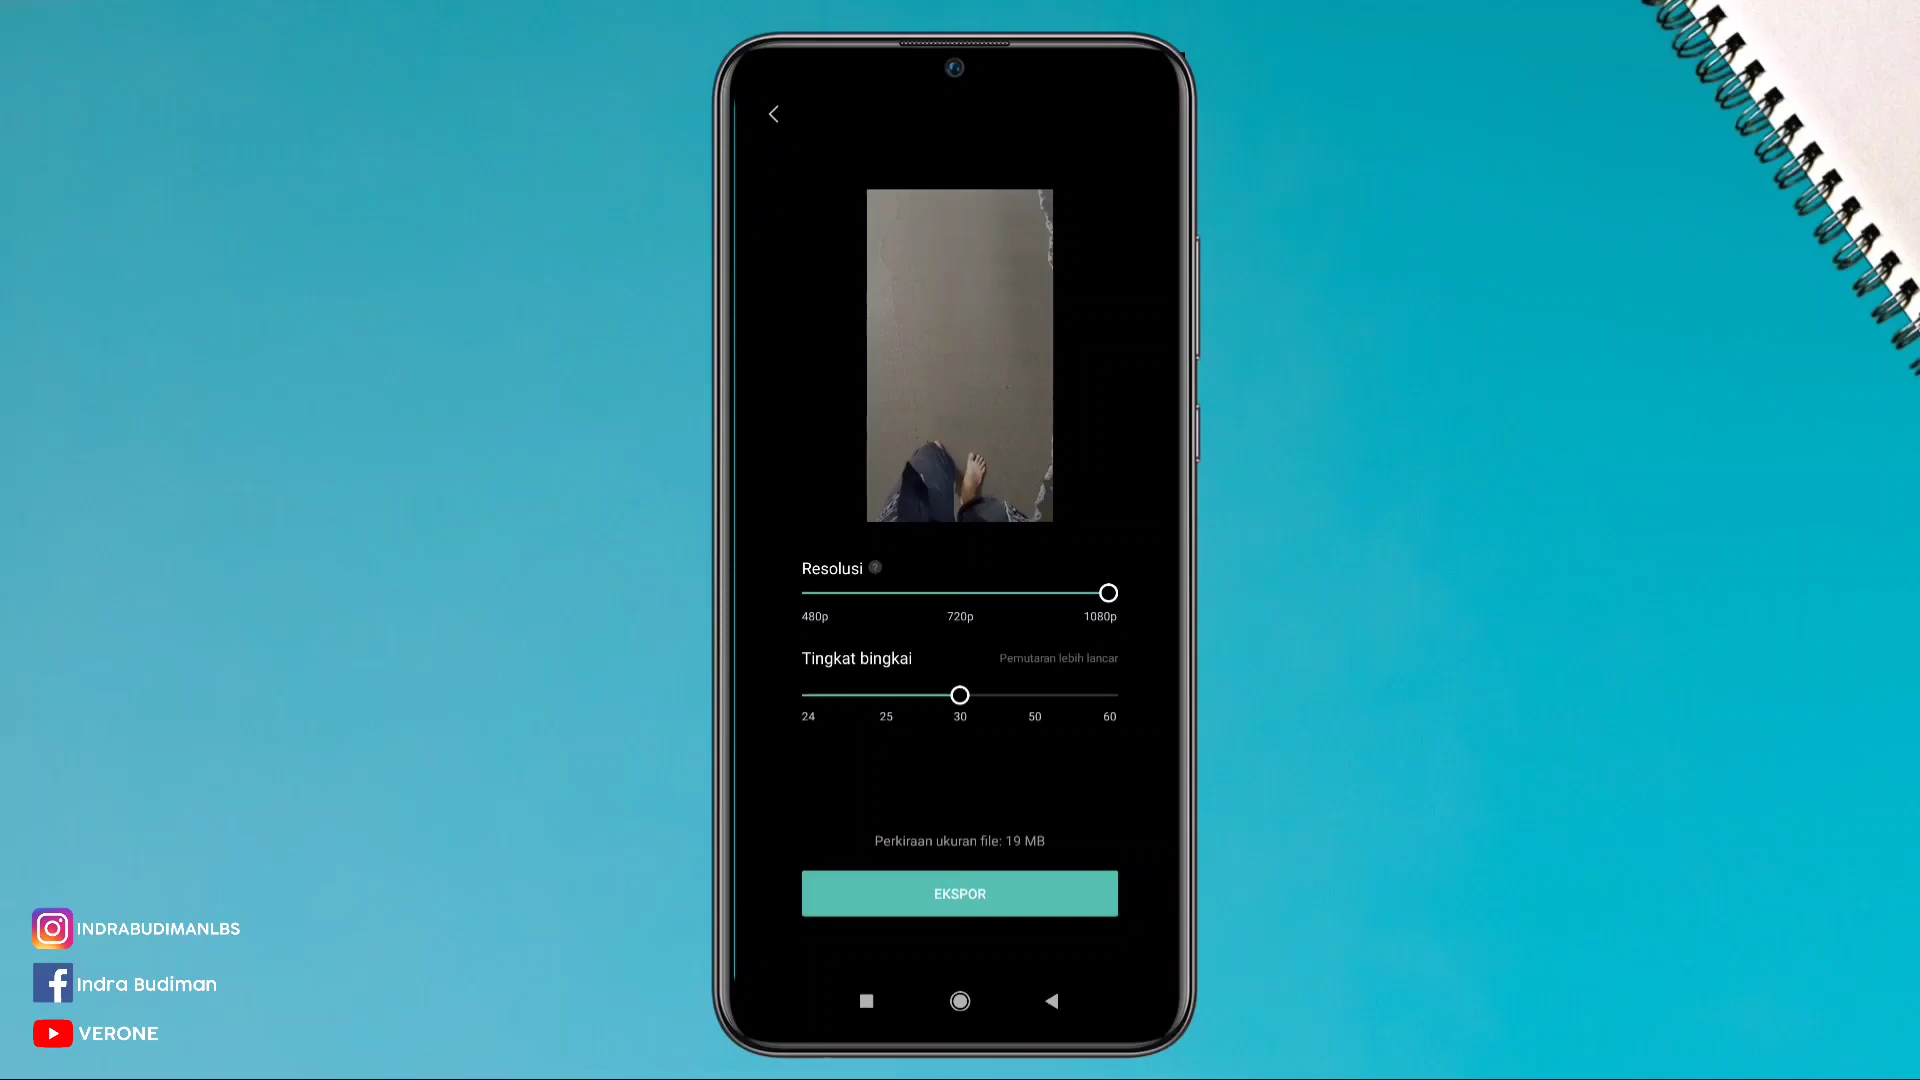 Resolusi ?
480p 720p 1080p
Tingkat bingkai Pemutaran lebih lancar
24 25 30 50 60
Perkiraan ukuran file: 19 MB
EKSPOR
INDRABUDIMANLBS
Indra Budiman
VERONE